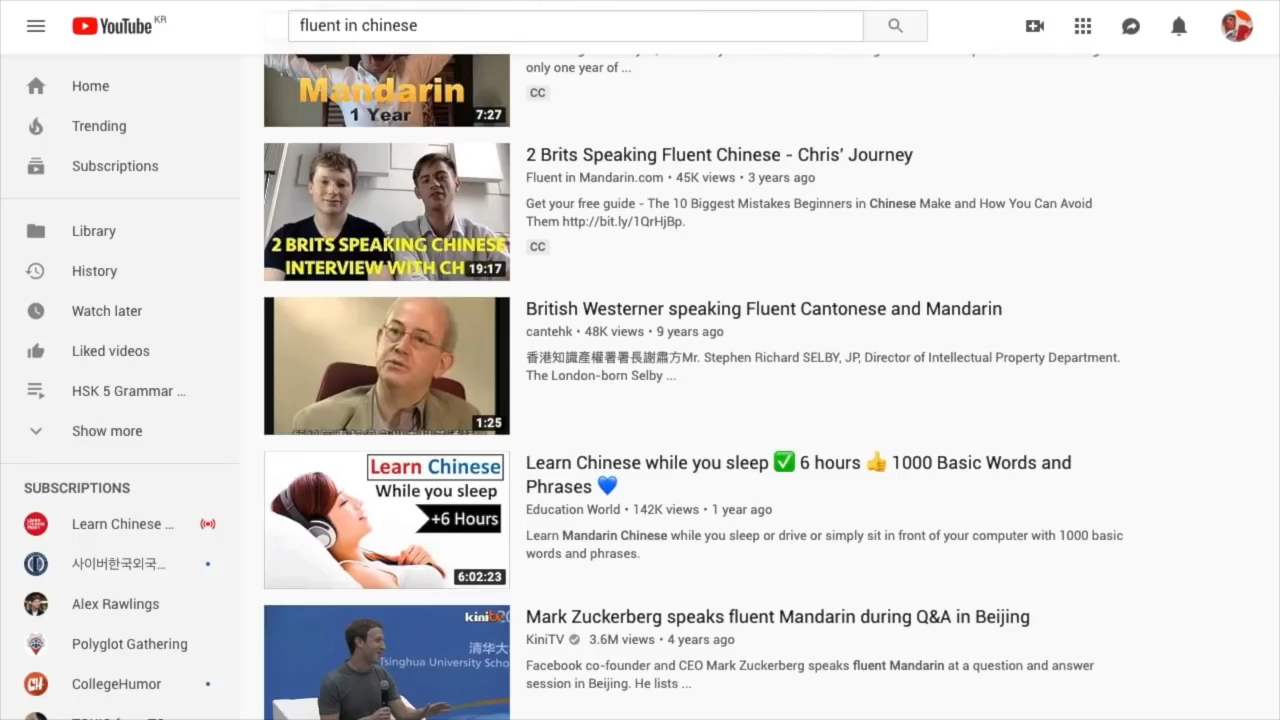 YouTube KR
fluent in chinese
Home
Trending
Subscriptions
Library
History
Watch later
Liked videos
HSK 5 Grammar ...
Show more
SUBSCRIPTIONS
Learn Chinese ...
사이버한국외국...
Alex Rawlings
Polyglot Gathering
CollegeHumor
Mandarin
1 Year
7:27
only one year of ...
CC
2 BRITS SPEAKING CHINESE
INTERVIEW WITH CH
19:17
2 Brits Speaking Fluent Chinese - Chris' Journey
Fluent in Mandarin.com • 45K views • 3 years ago
Get your free guide - The 10 Biggest Mistakes Beginners in Chinese Make and How You Can Avoid
Them http://bit.ly/1QrHjBp.
CC
1:25
British Westerner speaking Fluent Cantonese and Mandarin
cantehk • 48K views • 9 years ago
香港知識產權署署長謝肅方Mr. Stephen Richard SELBY, JP, Director of Intellectual Property Department.
The London-born Selby ...
Learn Chinese
While you sleep
+6 Hours
6:02:23
Learn Chinese while you sleep ✅ 6 hours 👍 1000 Basic Words and
Phrases 💙
Education World • 142K views • 1 year ago
Learn Mandarin Chinese while you sleep or drive or simply sit in front of your computer with 1000 basic
words and phrases.
kini
清华大
Tsinghua University Scho
Mark Zuckerberg speaks fluent Mandarin during Q&A in Beijing
KiniTV 3.6M views • 4 years ago
Facebook co-founder and CEO Mark Zuckerberg speaks fluent Mandarin at a question and answer
session in Beijing. He lists ...